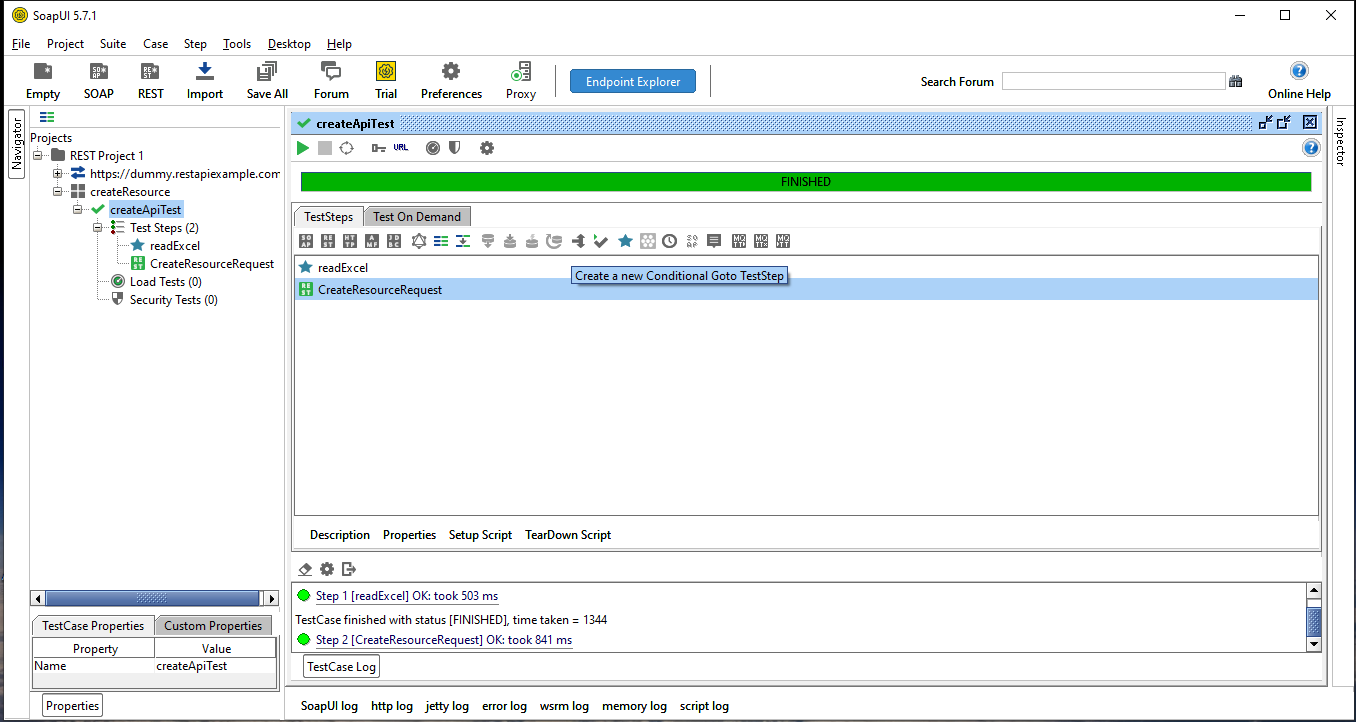 SoapUI 5.7.1
File Project Suite Case Step Tools Desktop Help
Empty SOAP REST Import Save All Forum Trial Preferences Proxy Endpoint Explorer Search Forum Online Help
Navigator
Inspector
Projects
REST Project 1
https://dummy.restapiexample.com
createResource
createApiTest
Test Steps (2)
readExcel
CreateResourceRequest
Load Tests (0)
Security Tests (0)
TestCase Properties Custom Properties
Property Value
Name createApiTest
Properties
createApiTest
URL
FINISHED
TestSteps Test On Demand
readExcel
Create a new Conditional Goto TestStep
CreateResourceRequest
Description Properties Setup Script TearDown Script
Step 1 [readExcel] OK: took 503 ms
TestCase finished with status [FINISHED], time taken = 1344
Step 2 [CreateResourceRequest] OK: took 841 ms
TestCase Log
SoapUI log http log jetty log error log wsrm log memory log script log